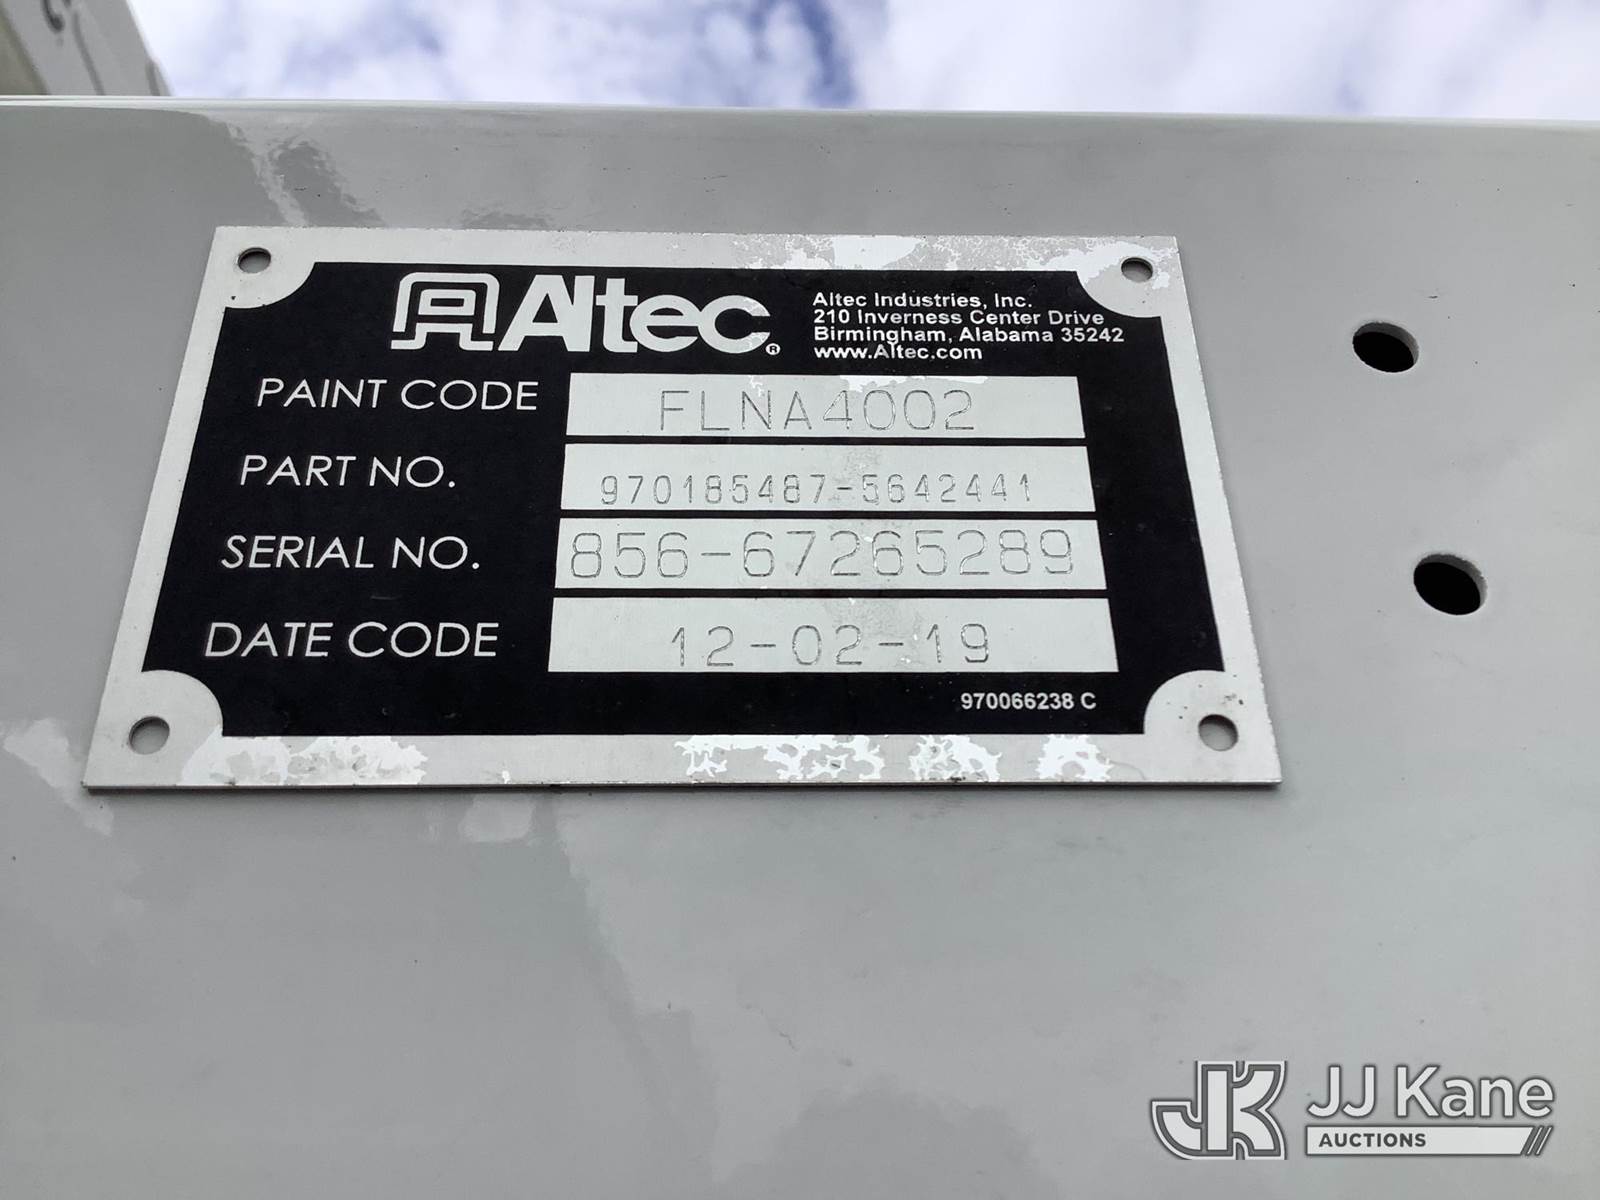 Altec®
Altec Industries, Inc.
210 Inverness Center Drive
Birmingham, Alabama 35242
www.Altec.com
PAINT CODE FLNA4002
PART NO. 970185487-5642441
SERIAL NO. 856-67265289
DATE CODE 12-02-19
970066238 C
JK JJ Kane
AUCTIONS